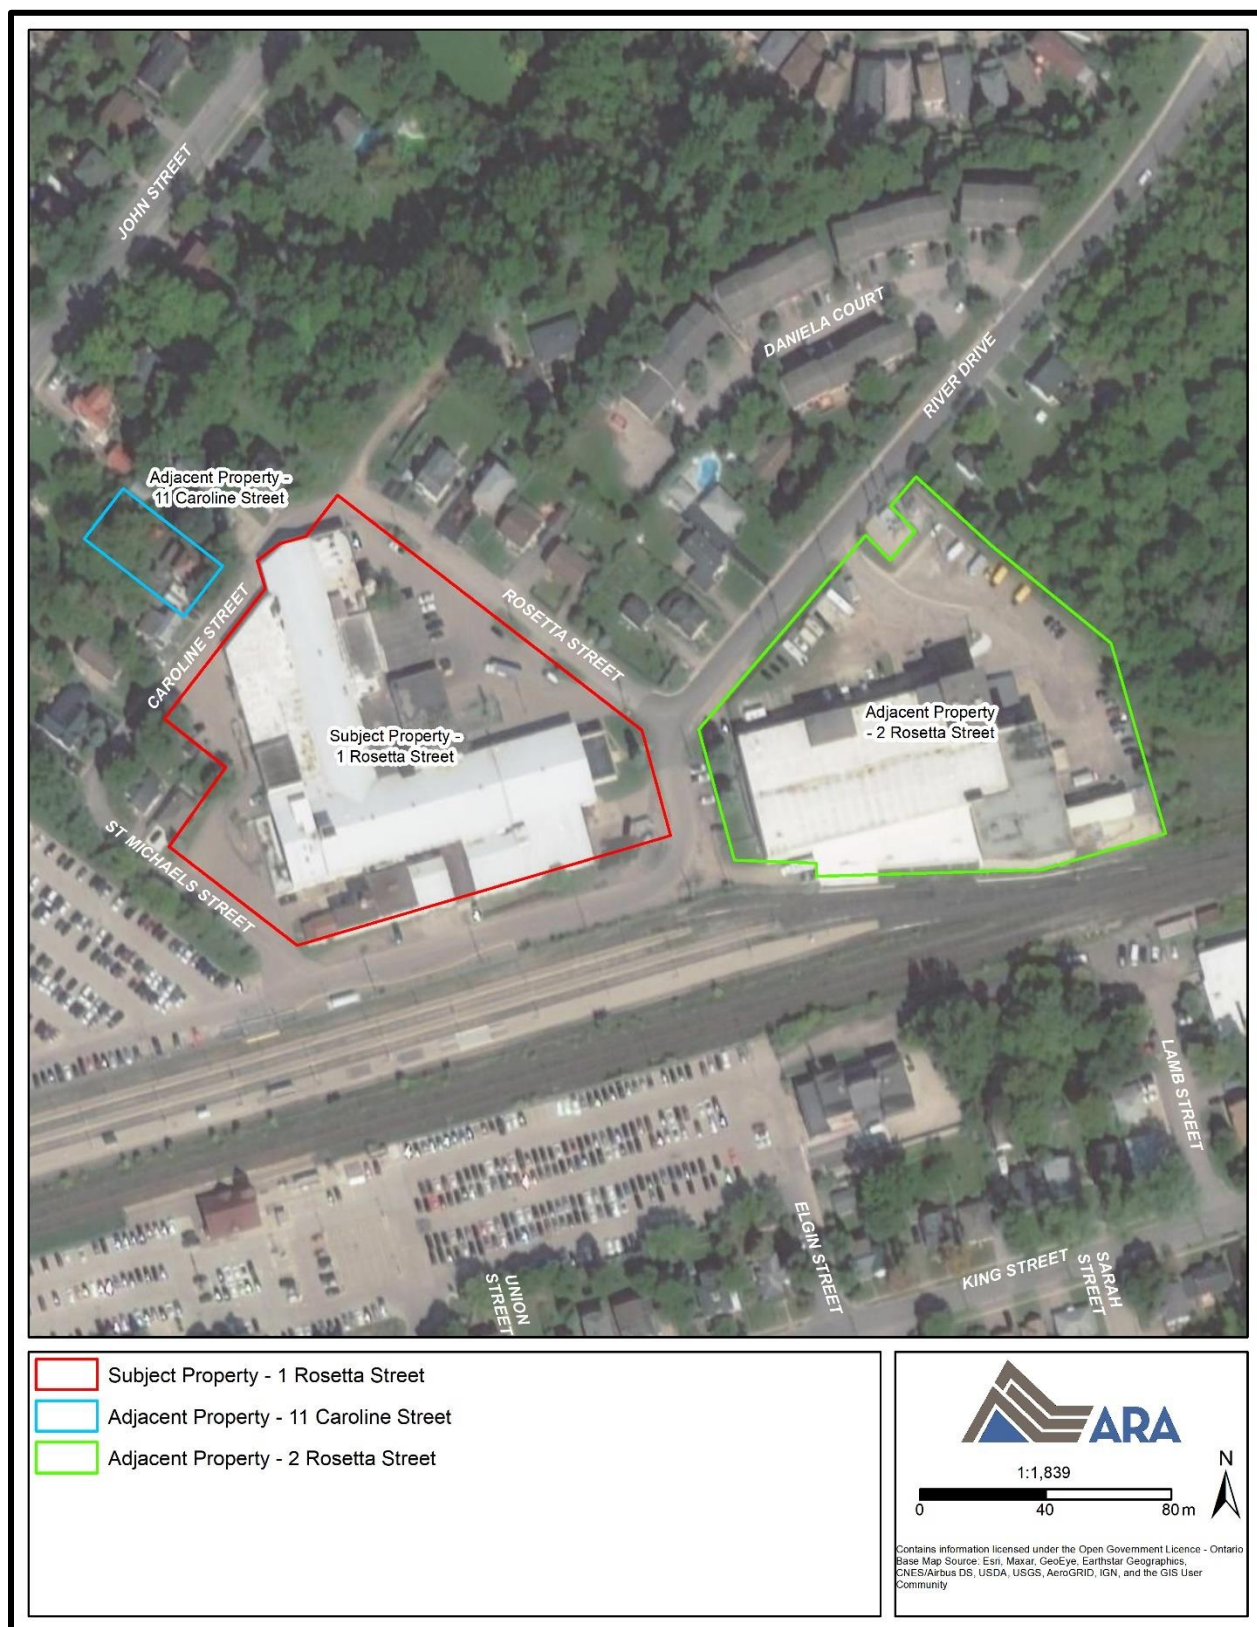 JOHN STREET
DANIELA COURT
RIVER DRIVE
Adjacent Property -
11 Caroline Street
CAROLINE STREET
ROSETTA STREET
Subject Property -
1 Rosetta Street
Adjacent Property
- 2 Rosetta Street
ST MICHAELS STREET
LAMB STREET
ELGIN STREET
KING STREET
SARAH
STREET
UNION
STREET
Subject Property - 1 Rosetta Street
Adjacent Property - 11 Caroline Street
Adjacent Property - 2 Rosetta Street
ARA
N
1:1,839
0 40 80 m
Contains information licensed under the Open Government Licence - Ontario
Base Map Source: Esri, Maxar, GeoEye, Earthstar Geographics,
CNES/Airbus DS, USDA, USGS, AeroGRID, IGN, and the GIS User
Community